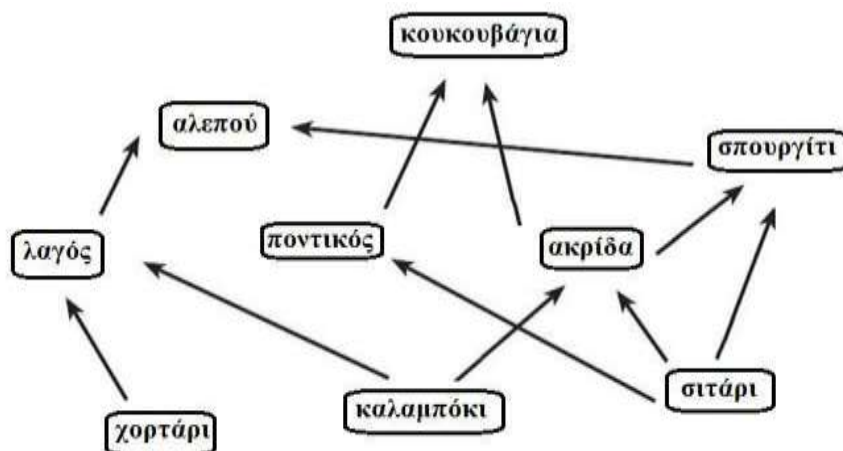 κουκουβάγια
αλεπού
σπουργίτι
λαγός
ποντικός
ακρίδα
χορτάρι
καλαμπόκι
σιτάρι